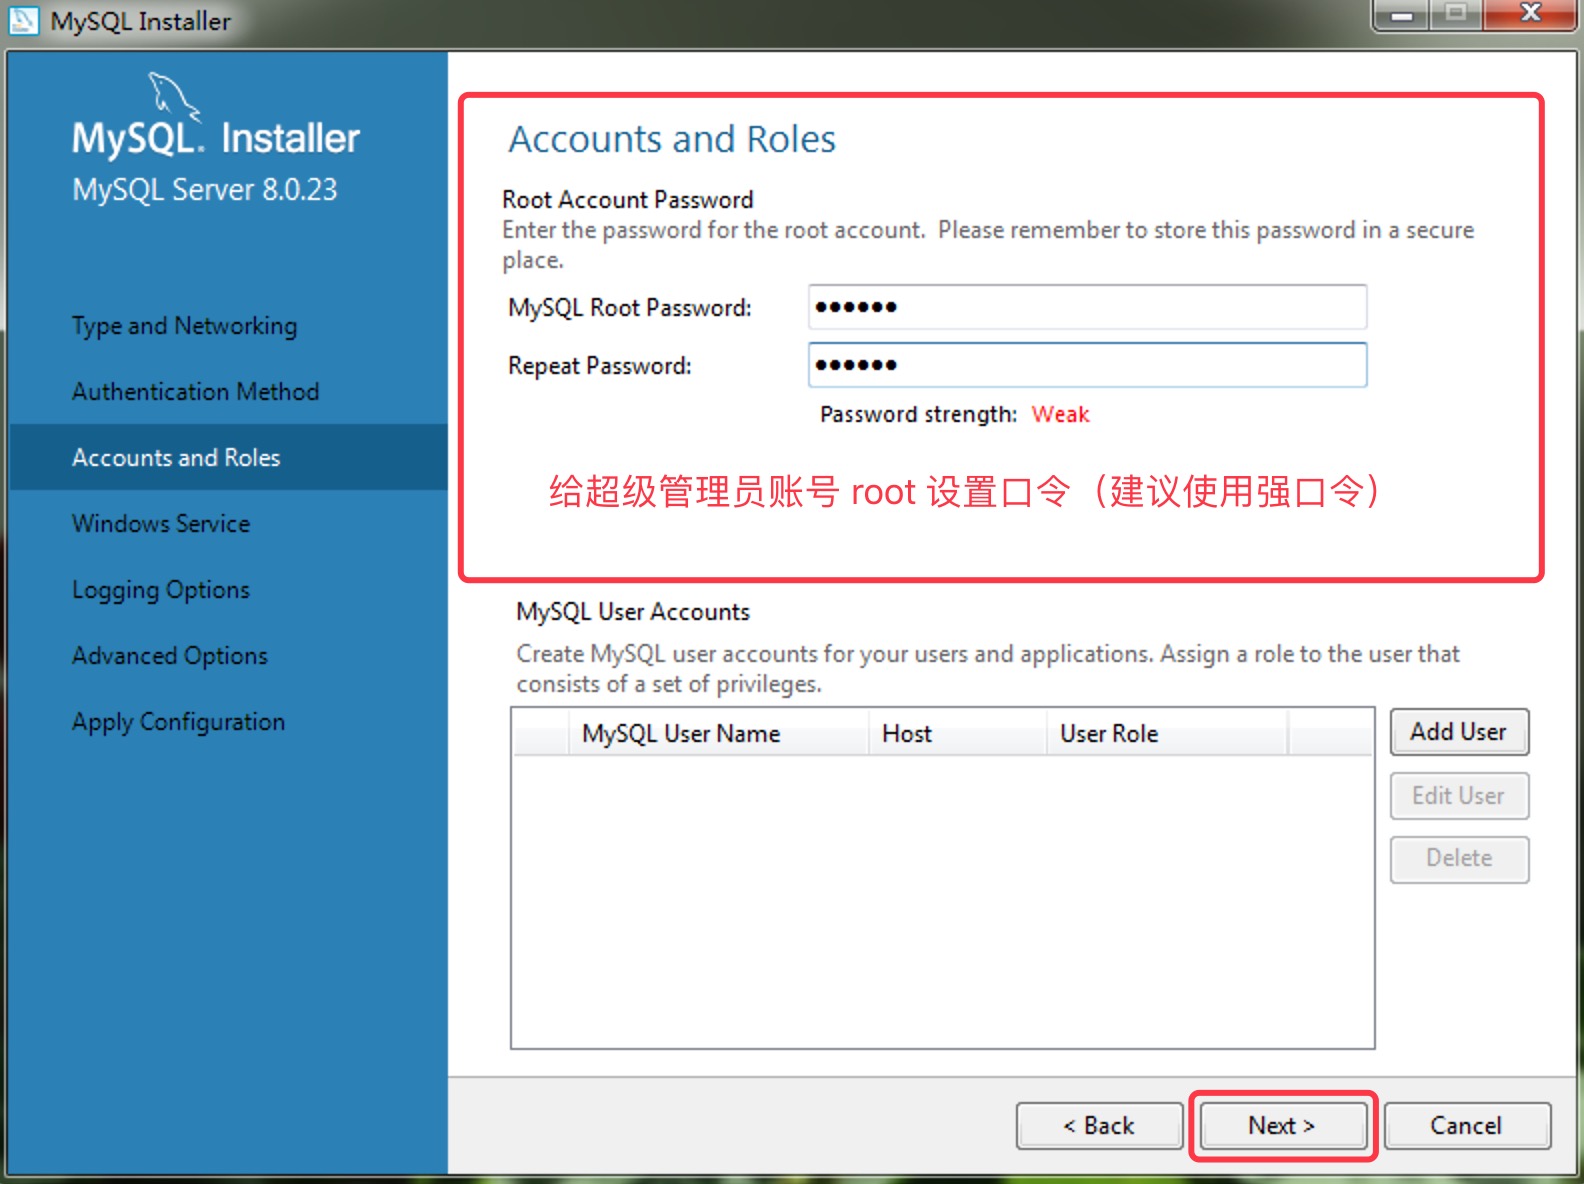 MySQL Installer
MySQL. Installer
MySQL Server 8.0.23
Type and Networking
Authentication Method
Accounts and Roles
Windows Service
Logging Options
Advanced Options
Apply Configuration
Accounts and Roles
Root Account Password
Enter the password for the root account.  Please remember to store this password in a secure
place.
MySQL Root Password: ●●●●●●
Repeat Password: ●●●●●●
Password strength: Weak
给超级管理员账号 root 设置口令（建议使用强口令）
MySQL User Accounts
Create MySQL user accounts for your users and applications. Assign a role to the user that
consists of a set of privileges.
MySQL User Name Host User Role
Add User
Edit User
Delete
< Back Next > Cancel